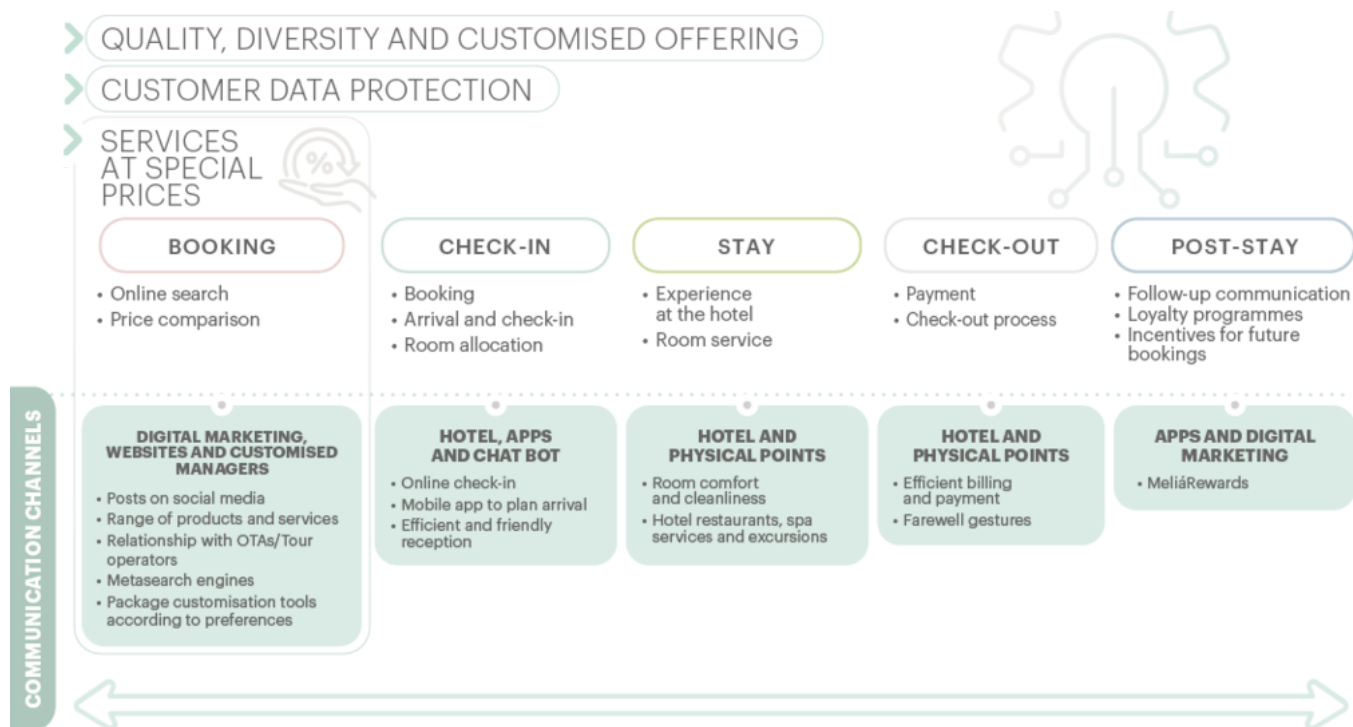 QUALITY, DIVERSITY AND CUSTOMISED OFFERING
CUSTOMER DATA PROTECTION
SERVICES
AT SPECIAL
PRICES
%
BOOKING
• Online search
• Price comparison
CHECK-IN
• Booking
• Arrival and check-in
• Room allocation
STAY
• Experience
at the hotel
• Room service
CHECK-OUT
• Payment
• Check-out process
POST-STAY
• Follow-up communication
• Loyalty programmes
• Incentives for future
bookings
COMMUNICATION CHANNELS
DIGITAL MARKETING,
WEBSITES AND CUSTOMISED
MANAGERS
• Posts on social media
• Range of products and services
• Relationship with OTAs/Tour
operators
• Metasearch engines
• Package customisation tools
according to preferences
HOTEL, APPS
AND CHAT BOT
• Online check-in
• Mobile app to plan arrival
• Efficient and friendly
reception
HOTEL AND
PHYSICAL POINTS
• Room comfort
and cleanliness
• Hotel restaurants, spa
services and excursions
HOTEL AND
PHYSICAL POINTS
• Efficient billing
and payment
• Farewell gestures
APPS AND DIGITAL
MARKETING
• MeliáRewards